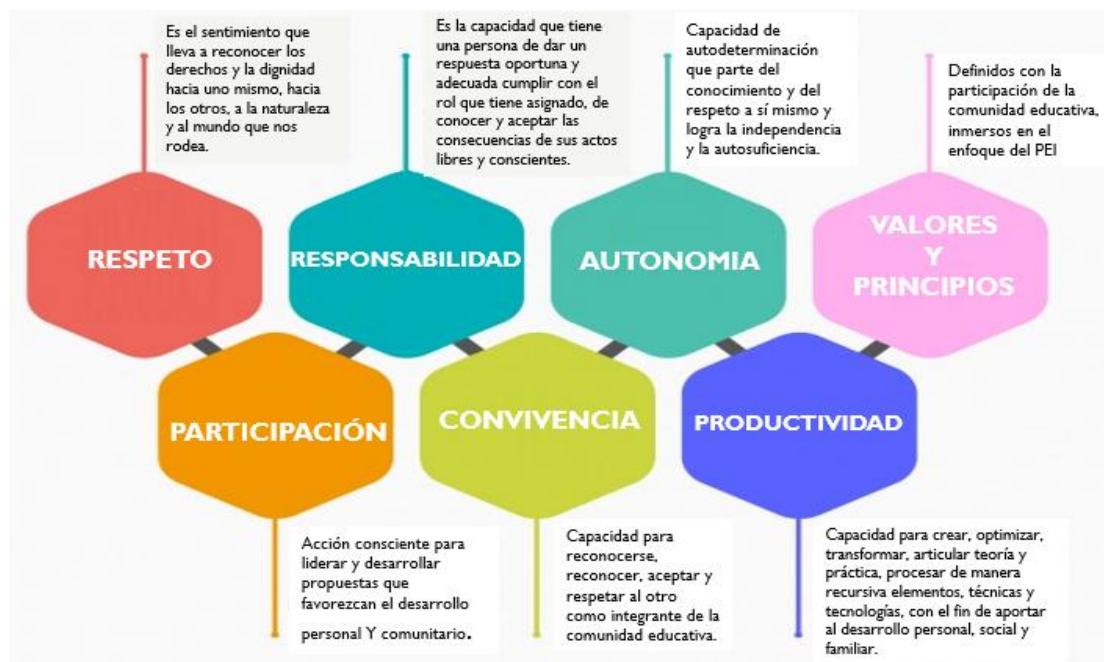 Es el sentimiento que
lleva a reconocer los
derechos y la dignidad
hacia uno mismo, hacia
los otros, a la naturaleza
y al mundo que nos
rodea.
Es la capacidad que tiene
una persona de dar un
respuesta oportuna y
adecuada cumplir con el
rol que tiene asignado, de
conocer y aceptar las
consecuencias de sus actos
libres y conscientes.
Capacidad de
autodeterminación
que parte del
conocimiento y del
respeto a sí mismo y
logra la independencia
y la autosuficiencia.
Definidos con la
participación de la
comunidad educativa,
inmersos en el
enfoque del PEI
RESPETO
RESPONSABILIDAD
AUTONOMIA
VALORES
Y
PRINCIPIOS
PARTICIPACIÓN
CONVIVENCIA
PRODUCTIVIDAD
Acción consciente para
liderar y desarrollar
propuestas que
favorezcan el desarrollo
personal Y comunitario.
Capacidad para
reconocerse,
reconocer, aceptar y
respetar al otro
como integrante de la
comunidad educativa.
Capacidad para crear, optimizar,
transformar, articular teoría y
práctica, procesar de manera
recursiva elementos, técnicas y
tecnologías, con el fin de aportar
al desarrollo personal, social y
familiar.